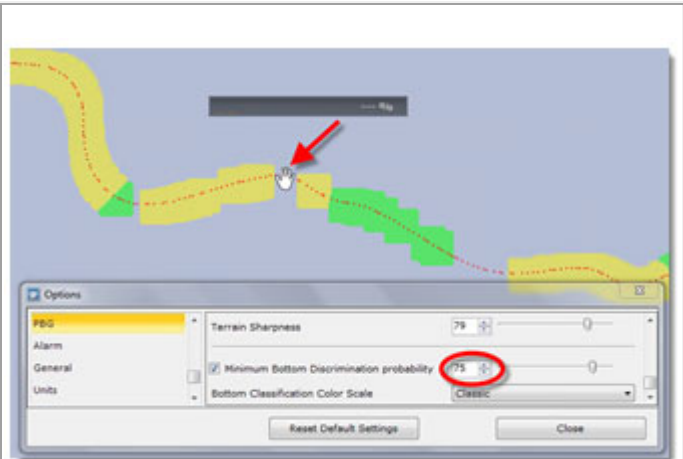 Options
PBG
Alarm
General
Units
Terrain Sharpness
79
Minimum Bottom Discrimination probability
75
Bottom Classification Color Scale
Classic
Reset Default Settings
Close